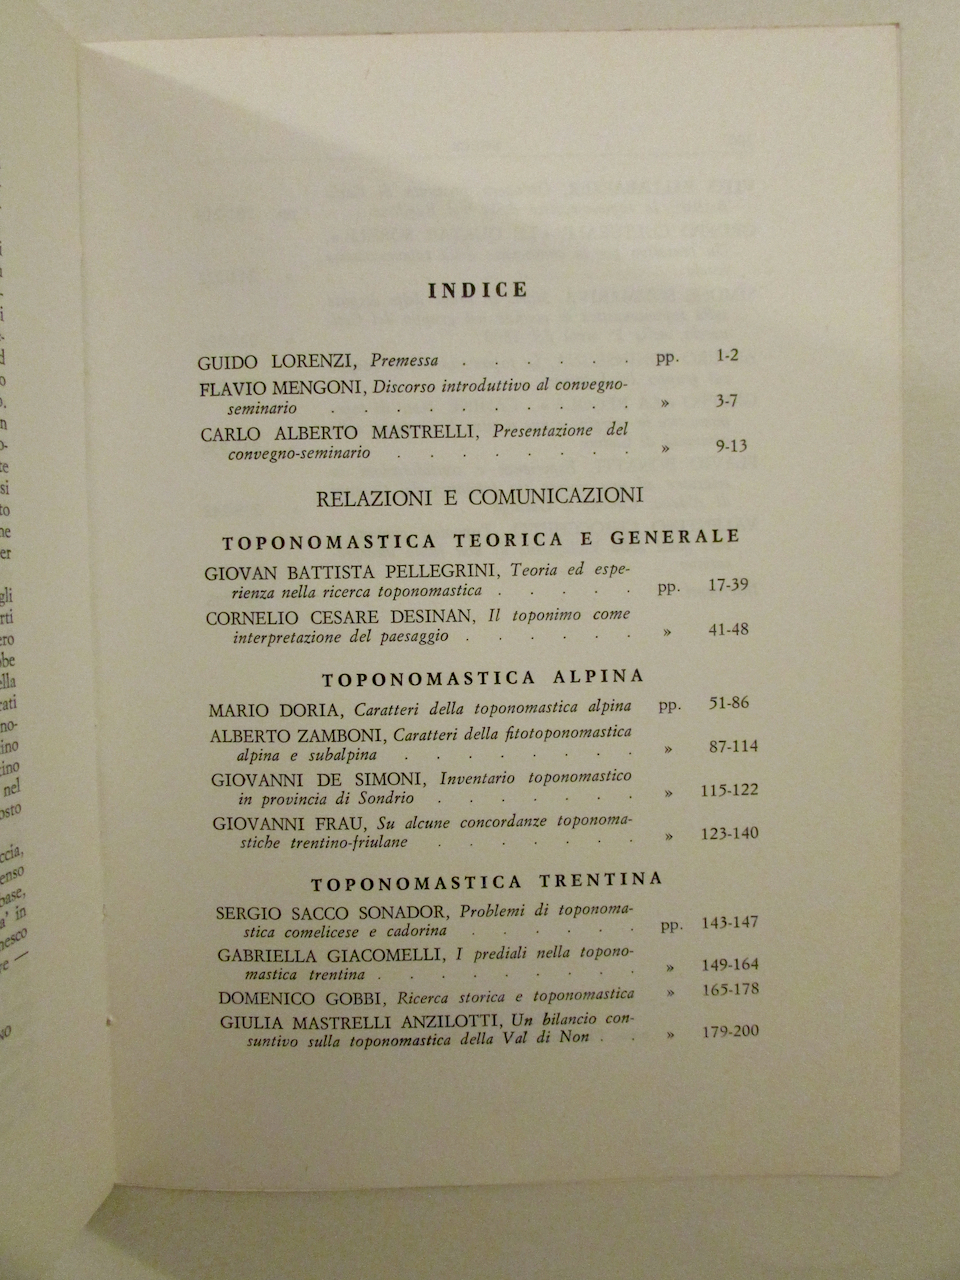 INDICE
GUIDO LORENZI, Premessa . . . . . . pp. 1-2
FLAVIO MENGONI, Discorso introduttivo al convegno-
seminario . . . . . . . . . . » 3-7
CARLO ALBERTO MASTRELLI, Presentazione del
convegno-seminario . . . . . . . . » 9-13
RELAZIONI E COMUNICAZIONI
TOPONOMASTICA TEORICA E GENERALE
GIOVAN BATTISTA PELLEGRINI, Teoria ed espe-
rienza nella ricerca toponomastica . . . . . pp. 17-39
CORNELIO CESARE DESINAN, Il toponimo come
interpretazione del paesaggio . . . . . . » 41-48
TOPONOMASTICA ALPINA
MARIO DORIA, Caratteri della toponomastica alpina pp. 51-86
ALBERTO ZAMBONI, Caratteri della fitotoponomastica
alpina e subalpina . . . . . . . » 87-114
GIOVANNI DE SIMONI, Inventario toponomastico
in provincia di Sondrio . . . . . . . » 115-122
GIOVANNI FRAU, Su alcune concordanze toponoma-
stiche trentino-friulane . . . . . . . » 123-140
TOPONOMASTICA TRENTINA
SERGIO SACCO SONADOR, Problemi di toponoma-
stica comelicese e cadorina . . . . . . pp. 143-147
GABRIELLA GIACOMELLI, I prediali nella topono-
mastica trentina . . . . . . . . . » 149-164
DOMENICO GOBBI, Ricerca storica e toponomastica » 165-178
GIULIA MASTRELLI ANZILOTTI, Un bilancio con-
suntivo sulla toponomastica della Val di Non . . » 179-200